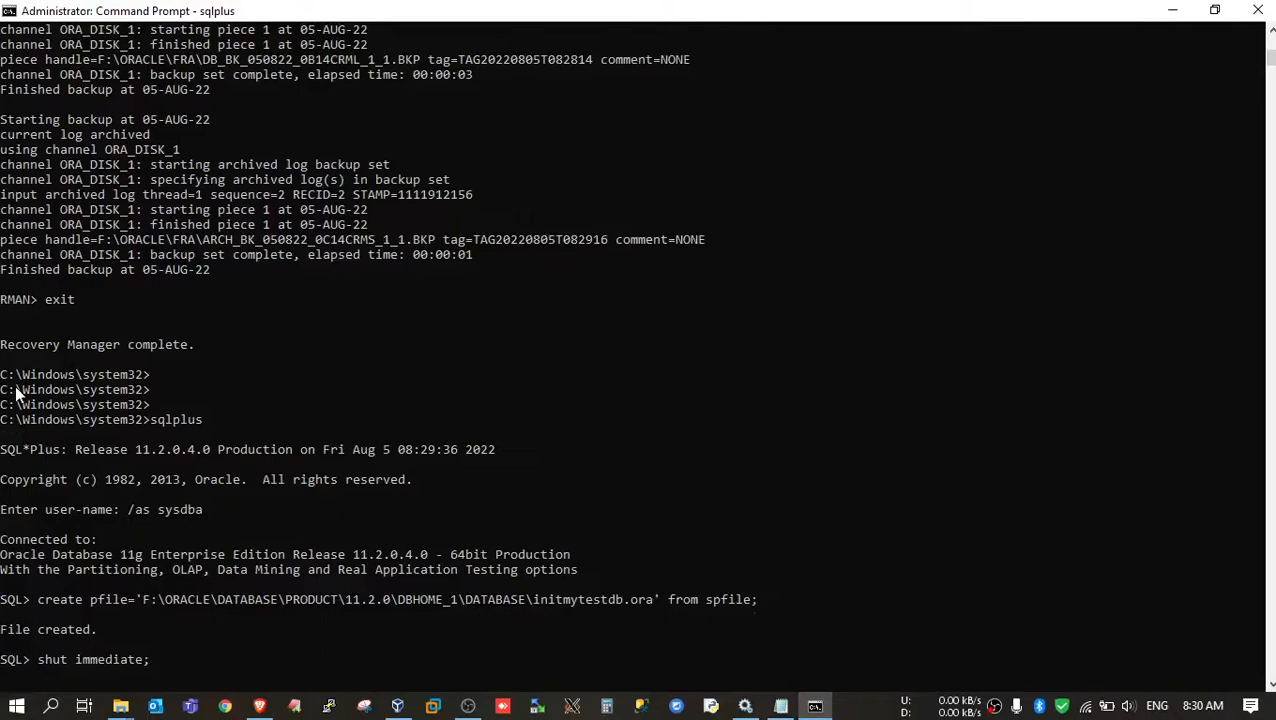 Administrator: Command Prompt - sqlplus
channel ORA_DISK_1: starting piece 1 at 05-AUG-22
channel ORA_DISK_1: finished piece 1 at 05-AUG-22
piece handle=F:\ORACLE\FRA\DB_BK_050822_0B14CRML_1_1.BKP tag=TAG20220805T082814 comment=NONE
channel ORA_DISK_1: backup set complete, elapsed time: 00:00:03
Finished backup at 05-AUG-22
Starting backup at 05-AUG-22
current log archived
using channel ORA_DISK_1
channel ORA_DISK_1: starting archived log backup set
channel ORA_DISK_1: specifying archived log(s) in backup set
input archived log thread=1 sequence=2 RECID=2 STAMP=1111912156
channel ORA_DISK_1: starting piece 1 at 05-AUG-22
channel ORA_DISK_1: finished piece 1 at 05-AUG-22
piece handle=F:\ORACLE\FRA\ARCH_BK_050822_0C14CRMS_1_1.BKP tag=TAG20220805T082916 comment=NONE
channel ORA_DISK_1: backup set complete, elapsed time: 00:00:01
Finished backup at 05-AUG-22
RMAN> exit
Recovery Manager complete.
C:\Windows\system32>
C:\Windows\system32>
C:\Windows\system32>
C:\Windows\system32>sqlplus
SQL*Plus: Release 11.2.0.4.0 Production on Fri Aug 5 08:29:36 2022
Copyright (c) 1982, 2013, Oracle.  All rights reserved.
Enter user-name: /as sysdba
Connected to:
Oracle Database 11g Enterprise Edition Release 11.2.0.4.0 - 64bit Production
With the Partitioning, OLAP, Data Mining and Real Application Testing options
SQL> create pfile='F:\ORACLE\DATABASE\PRODUCT\11.2.0\DBHOME_1\DATABASE\initmytestdb.ora' from spfile;
File created.
SQL> shut immediate;
U: 0.00 kB/s
D: 0.00 kB/s
ENG 8:30 AM